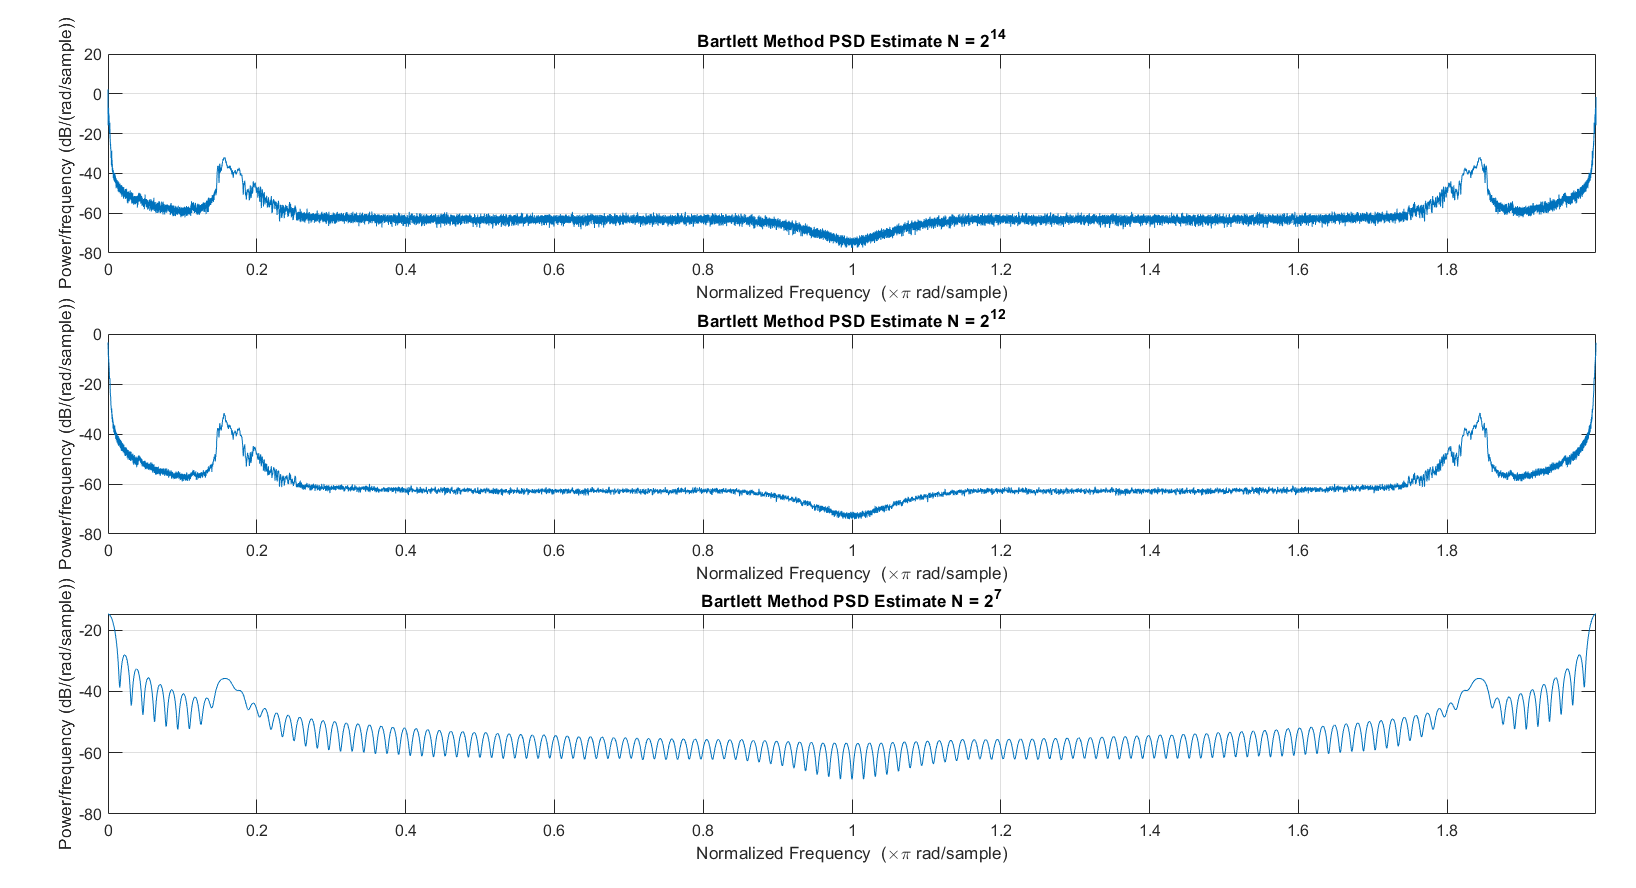 Bartlett Method PSD Estimate N = 2^14
Power/frequency (dB/(rad/sample))
20
0
-20
-40
-60
-80
0 0.2 0.4 0.6 0.8 1 1.2 1.4 1.6 1.8
Normalized Frequency (×π rad/sample)
Bartlett Method PSD Estimate N = 2^12
Power/frequency (dB/(rad/sample))
0
-20
-40
-60
-80
0 0.2 0.4 0.6 0.8 1 1.2 1.4 1.6 1.8
Normalized Frequency (×π rad/sample)
Bartlett Method PSD Estimate N = 2^7
Power/frequency (dB/(rad/sample))
-20
-40
-60
-80
0 0.2 0.4 0.6 0.8 1 1.2 1.4 1.6 1.8
Normalized Frequency (×π rad/sample)